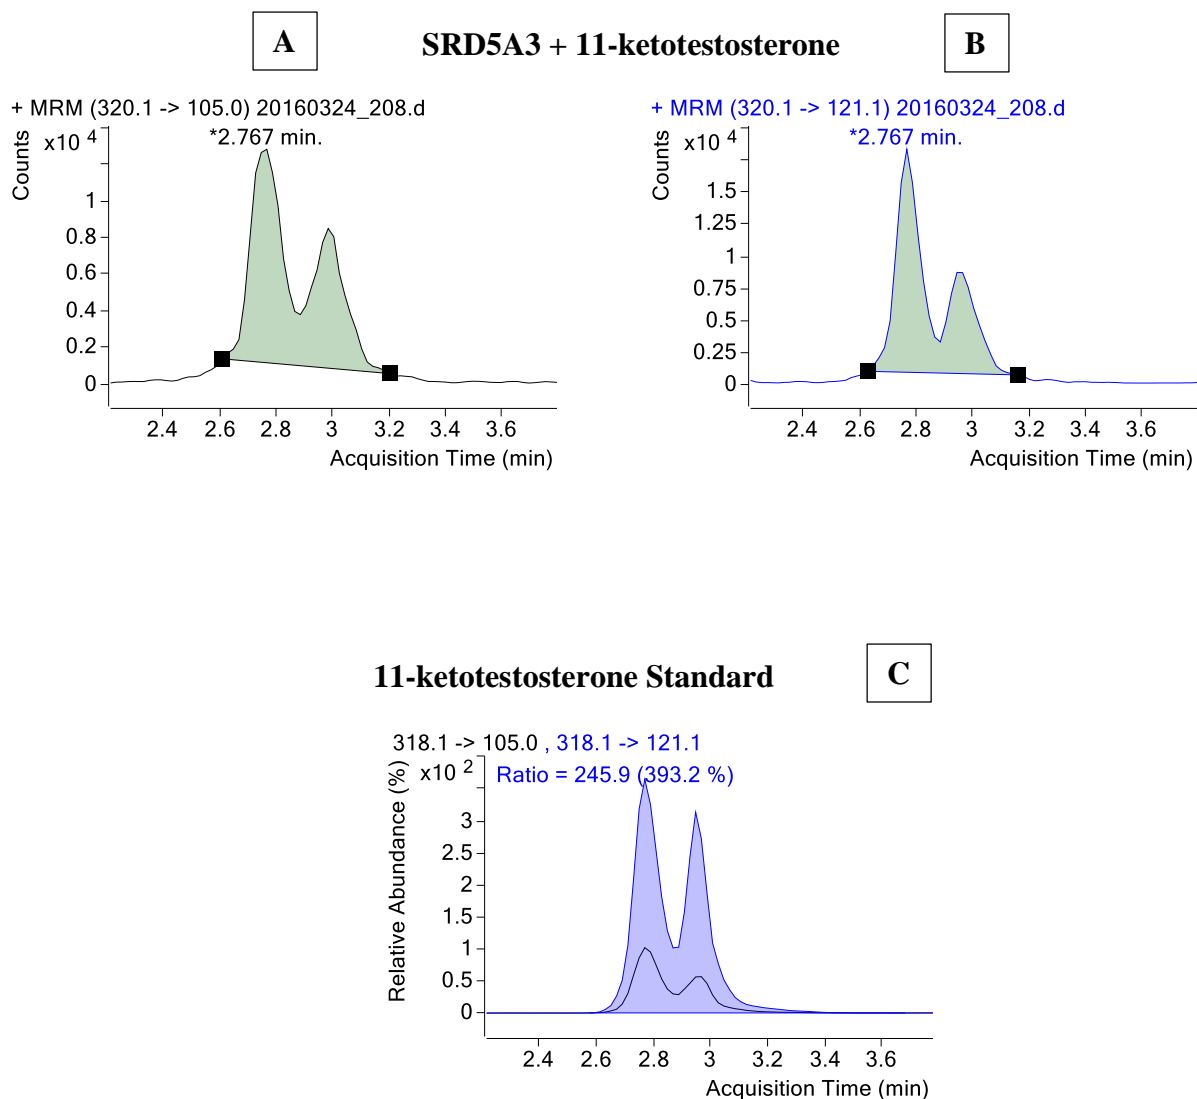 A
SRD5A3 + 11-ketotestosterone
B
+ MRM (320.1 -> 105.0) 20160324_208.d
*2.767 min.
Counts
x10 4
1
0.8
0.6
0.4
0.2
0
2.4 2.6 2.8 3 3.2 3.4 3.6
Acquisition Time (min)
+ MRM (320.1 -> 121.1) 20160324_208.d
*2.767 min.
Counts
x10 4
1.5
1.25
1
0.75
0.5
0.25
0
2.4 2.6 2.8 3 3.2 3.4 3.6
Acquisition Time (min)
11-ketotestosterone Standard
C
318.1 -> 105.0 , 318.1 -> 121.1
Relative Abundance (%)
x10 2
Ratio = 245.9 (393.2 %)
3
2.5
2
1.5
1
0.5
0
2.4 2.6 2.8 3 3.2 3.4 3.6
Acquisition Time (min)